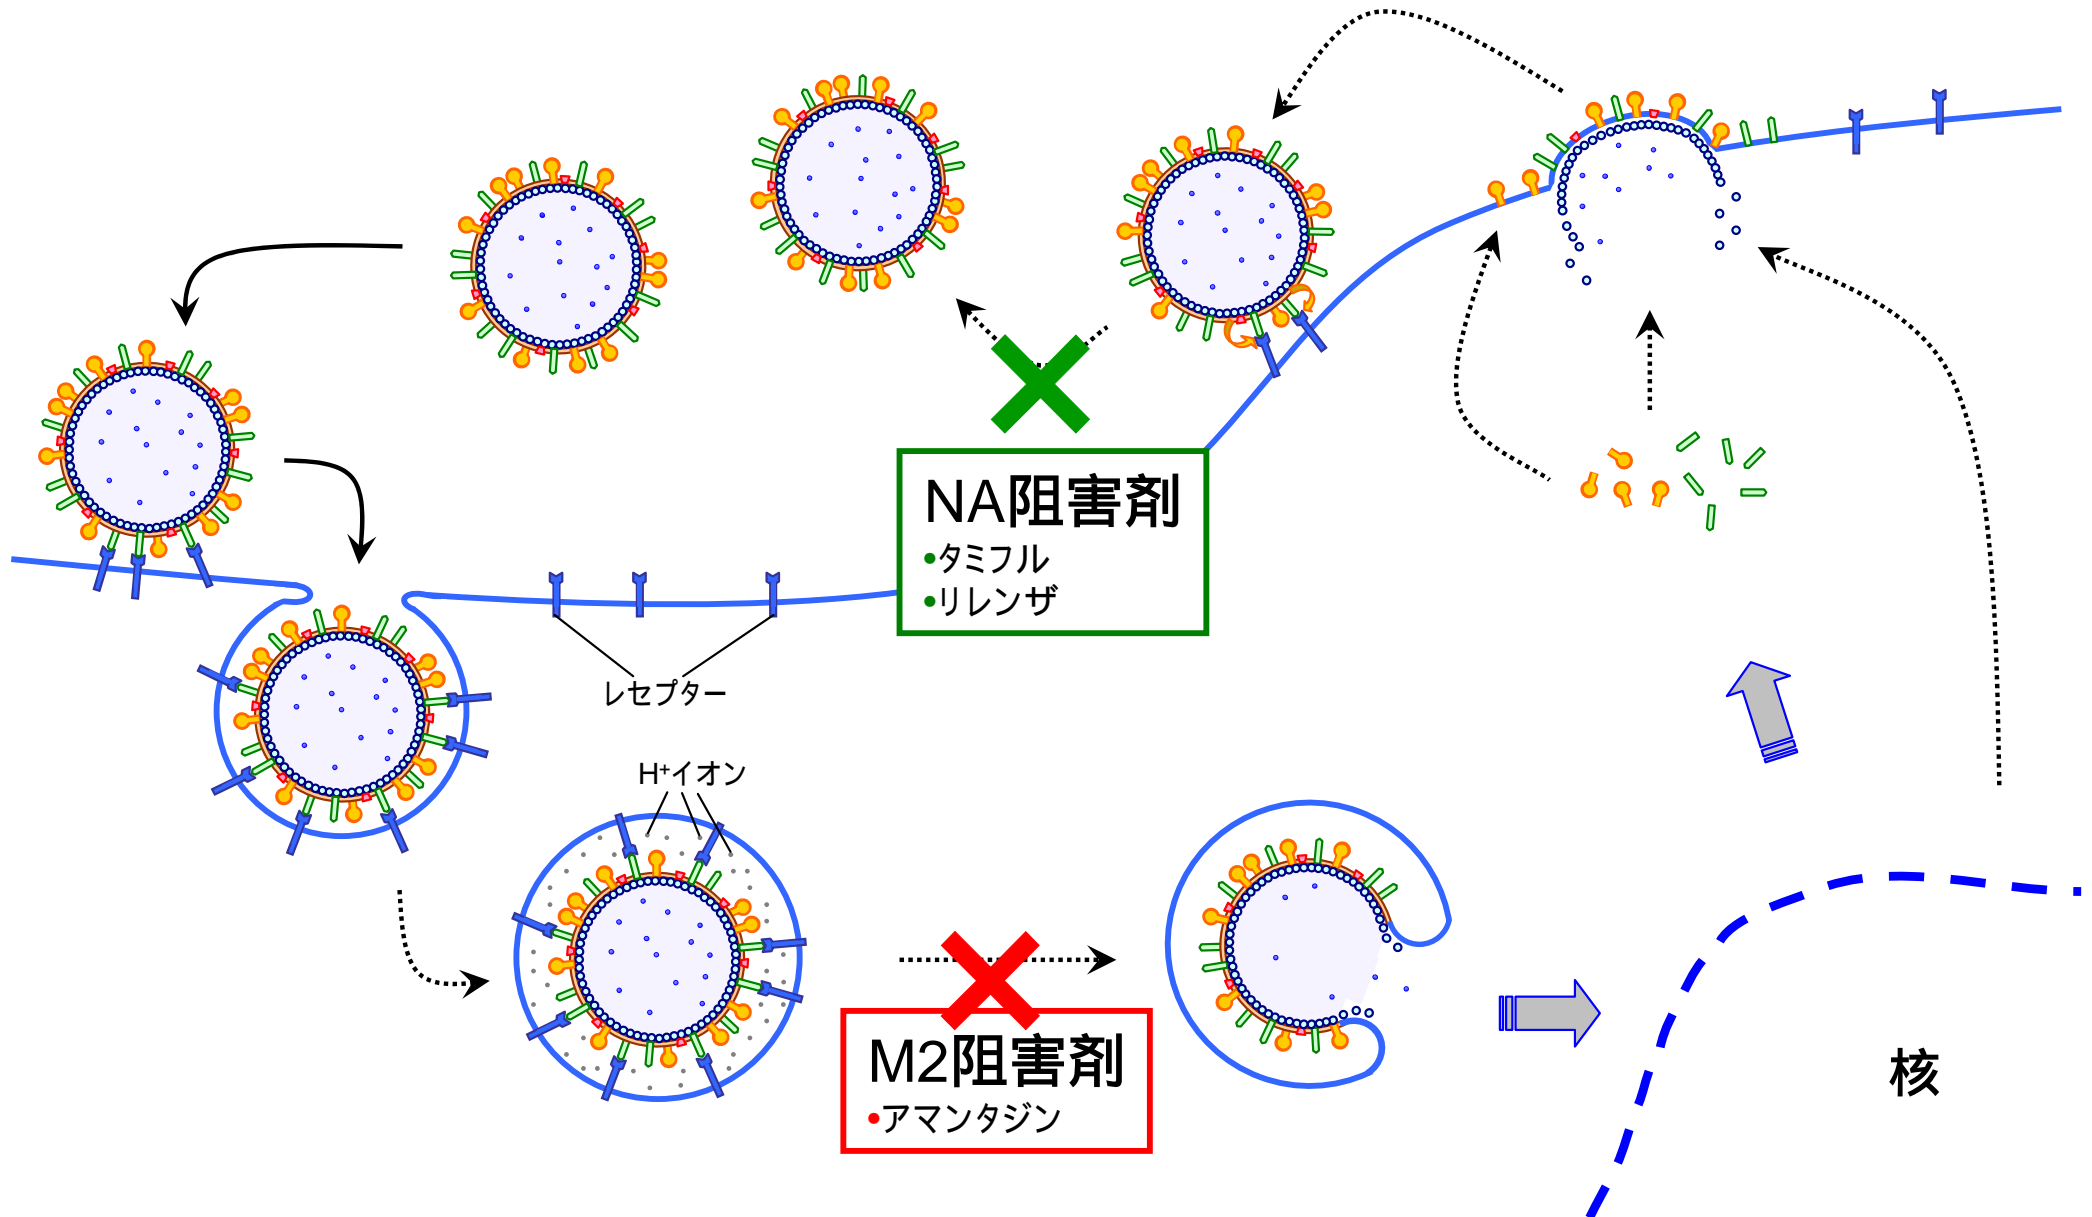 NA阻害剤
•タミフル
•リレンザ
レセプター
H⁺イオン
M2阻害剤
•アマンタジン
核